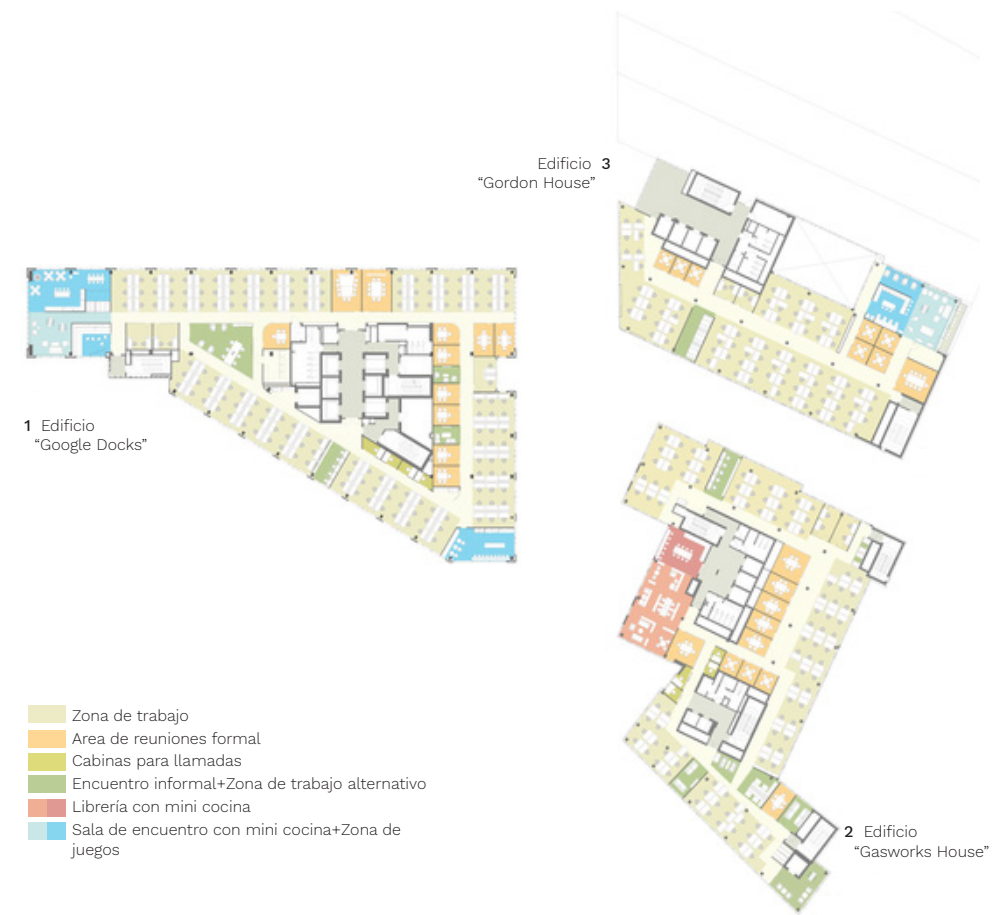 Edificio 3
“Gordon House”
1 Edificio
“Google Docks”
Zona de trabajo
Area de reuniones formal
Cabinas para llamadas
Encuentro informal+Zona de trabajo alternativo
Librería con mini cocina
Sala de encuentro con mini cocina+Zona de
juegos
2 Edificio
“Gasworks House”